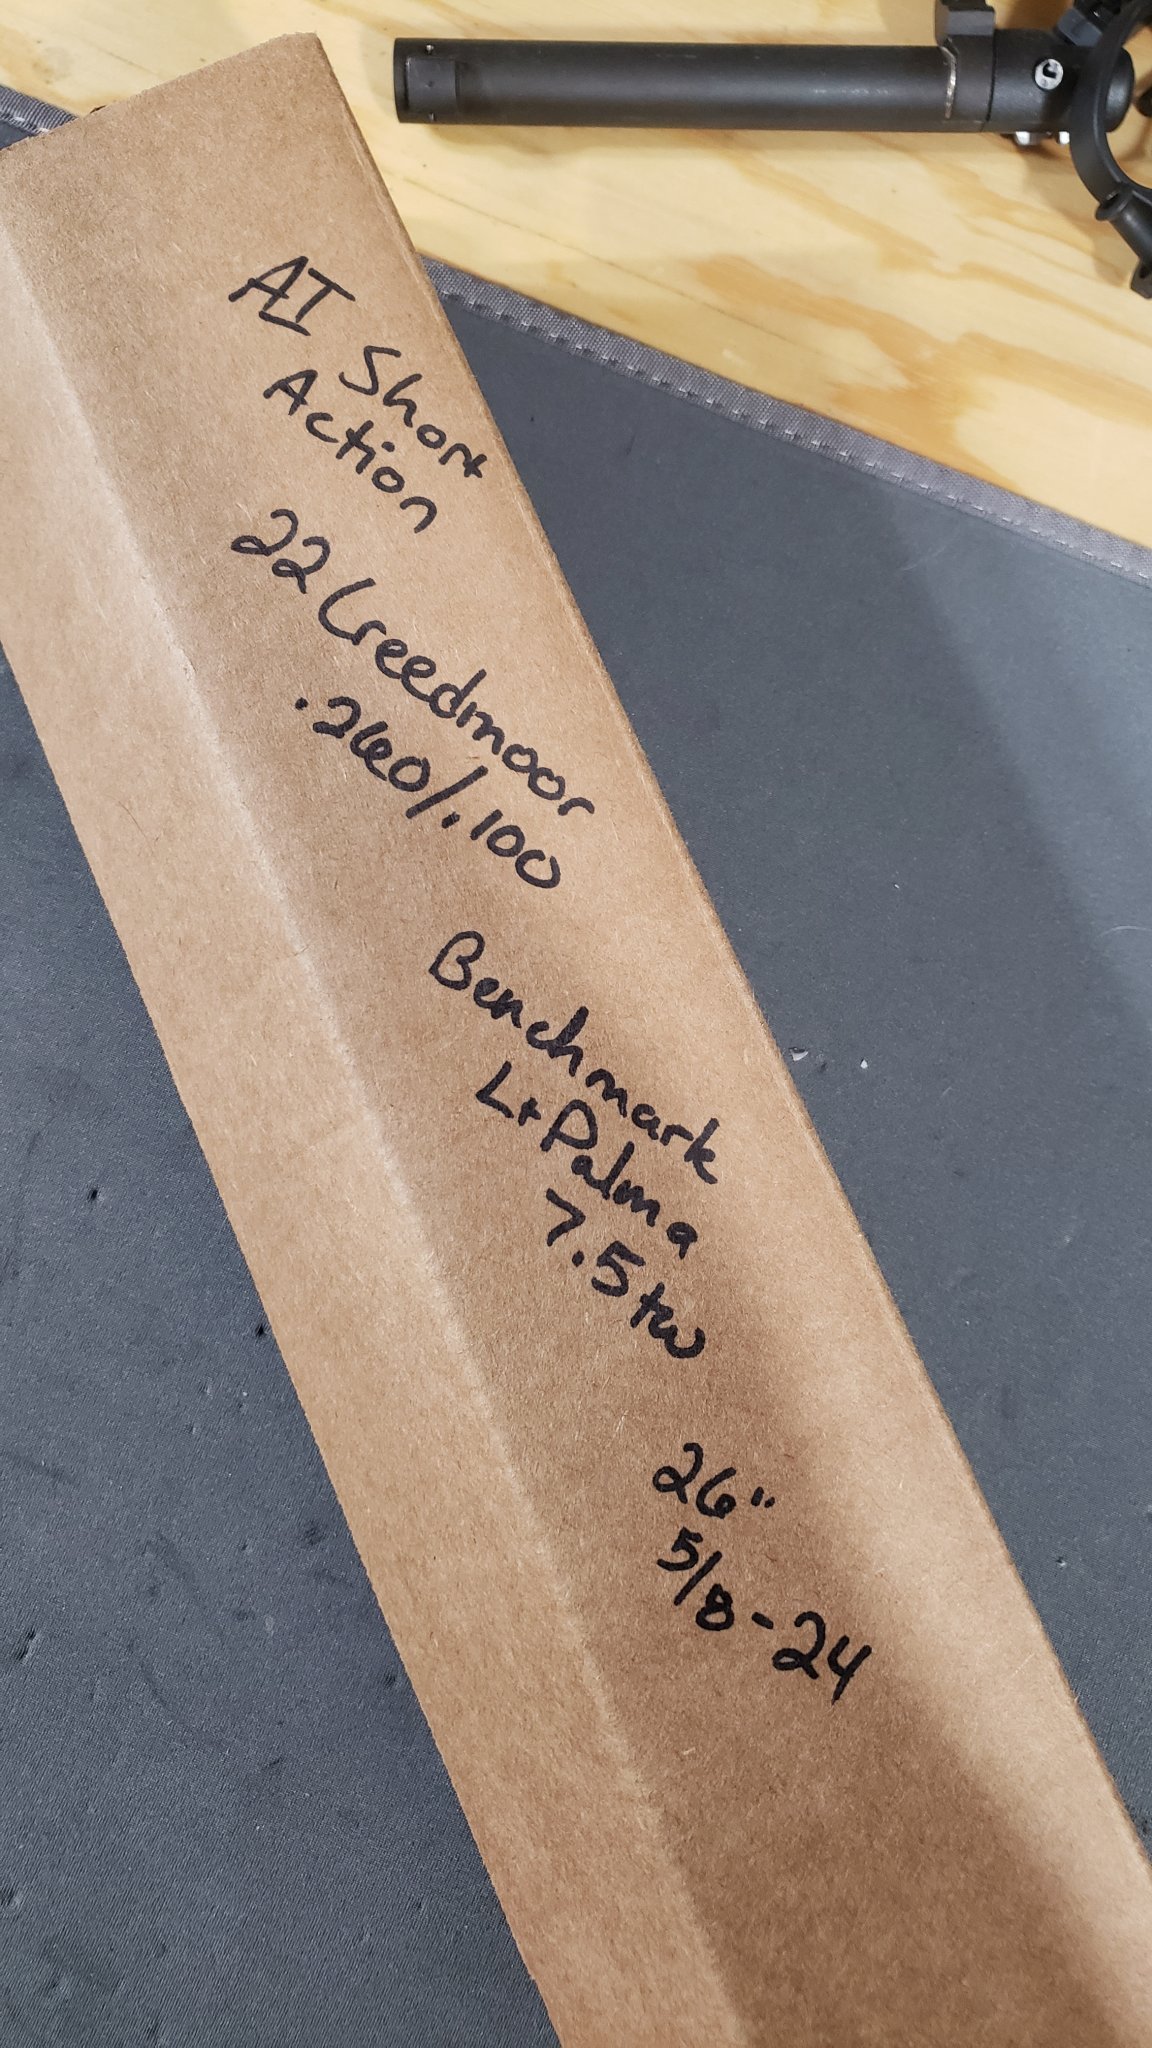 AI Short
Action
22 Creedmoor
.260/.100
Benchmark
Lt Palma
7.5 tw
26"
5/8-24